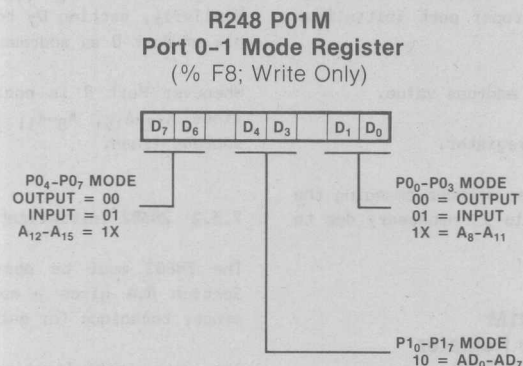 R248 P01M
Port 0-1 Mode Register
(% F8; Write Only)
D7 D6 D4 D3 D1 D0
P04-P07 MODE
OUTPUT = 00
INPUT = 01
A12-A15 = 1X
P00-P03 MODE
00 = OUTPUT
01 = INPUT
1X = A8-A11
P10-P17 MODE
10 = AD0-AD7